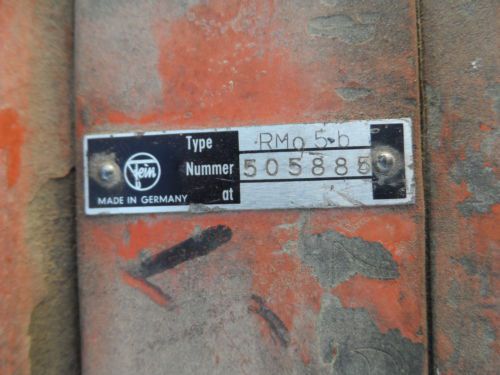 Fein
Type RMo 5 b
Nummer 505885
at
MADE IN GERMANY